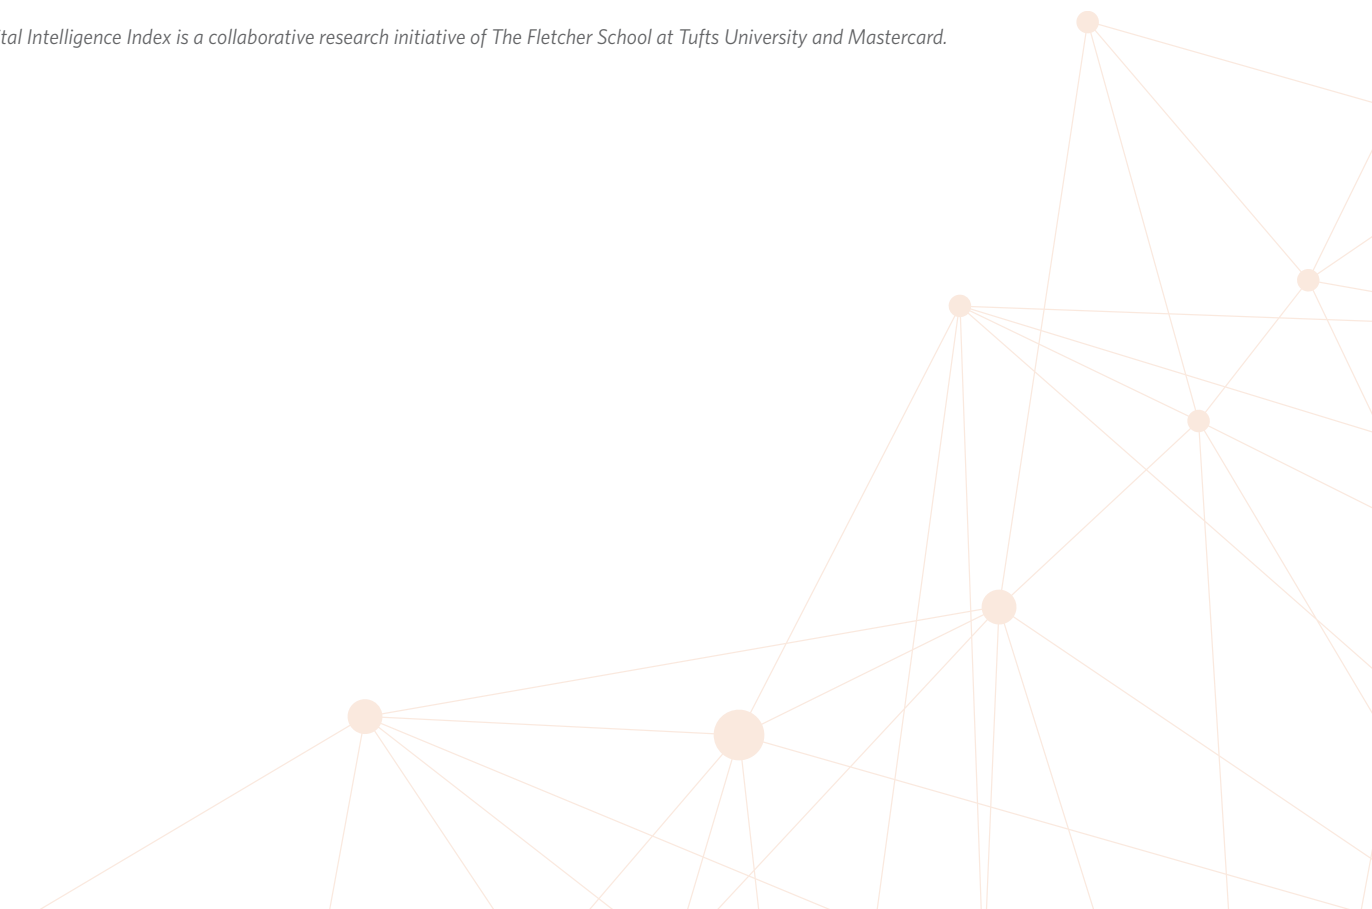 tal Intelligence Index is a collaborative research initiative of The Fletcher School at Tufts University and Mastercard.